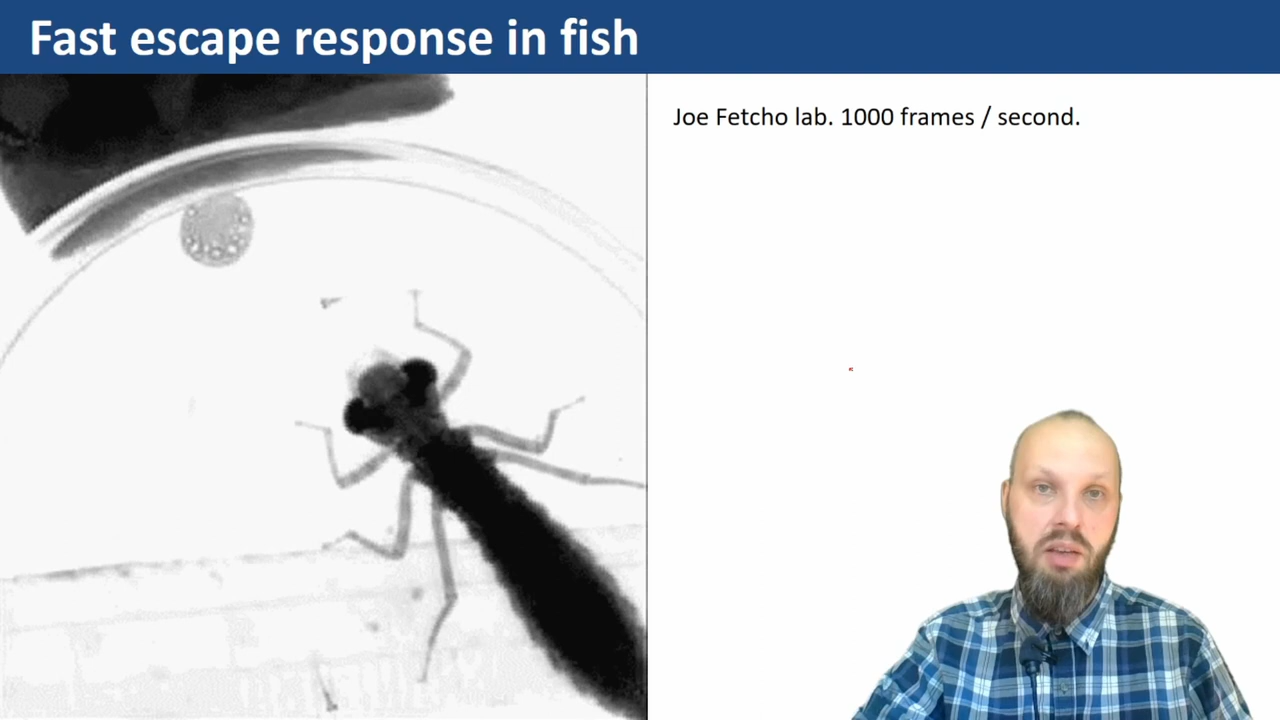 Fast escape response in fish
Joe Fetcho lab. 1000 frames / second.